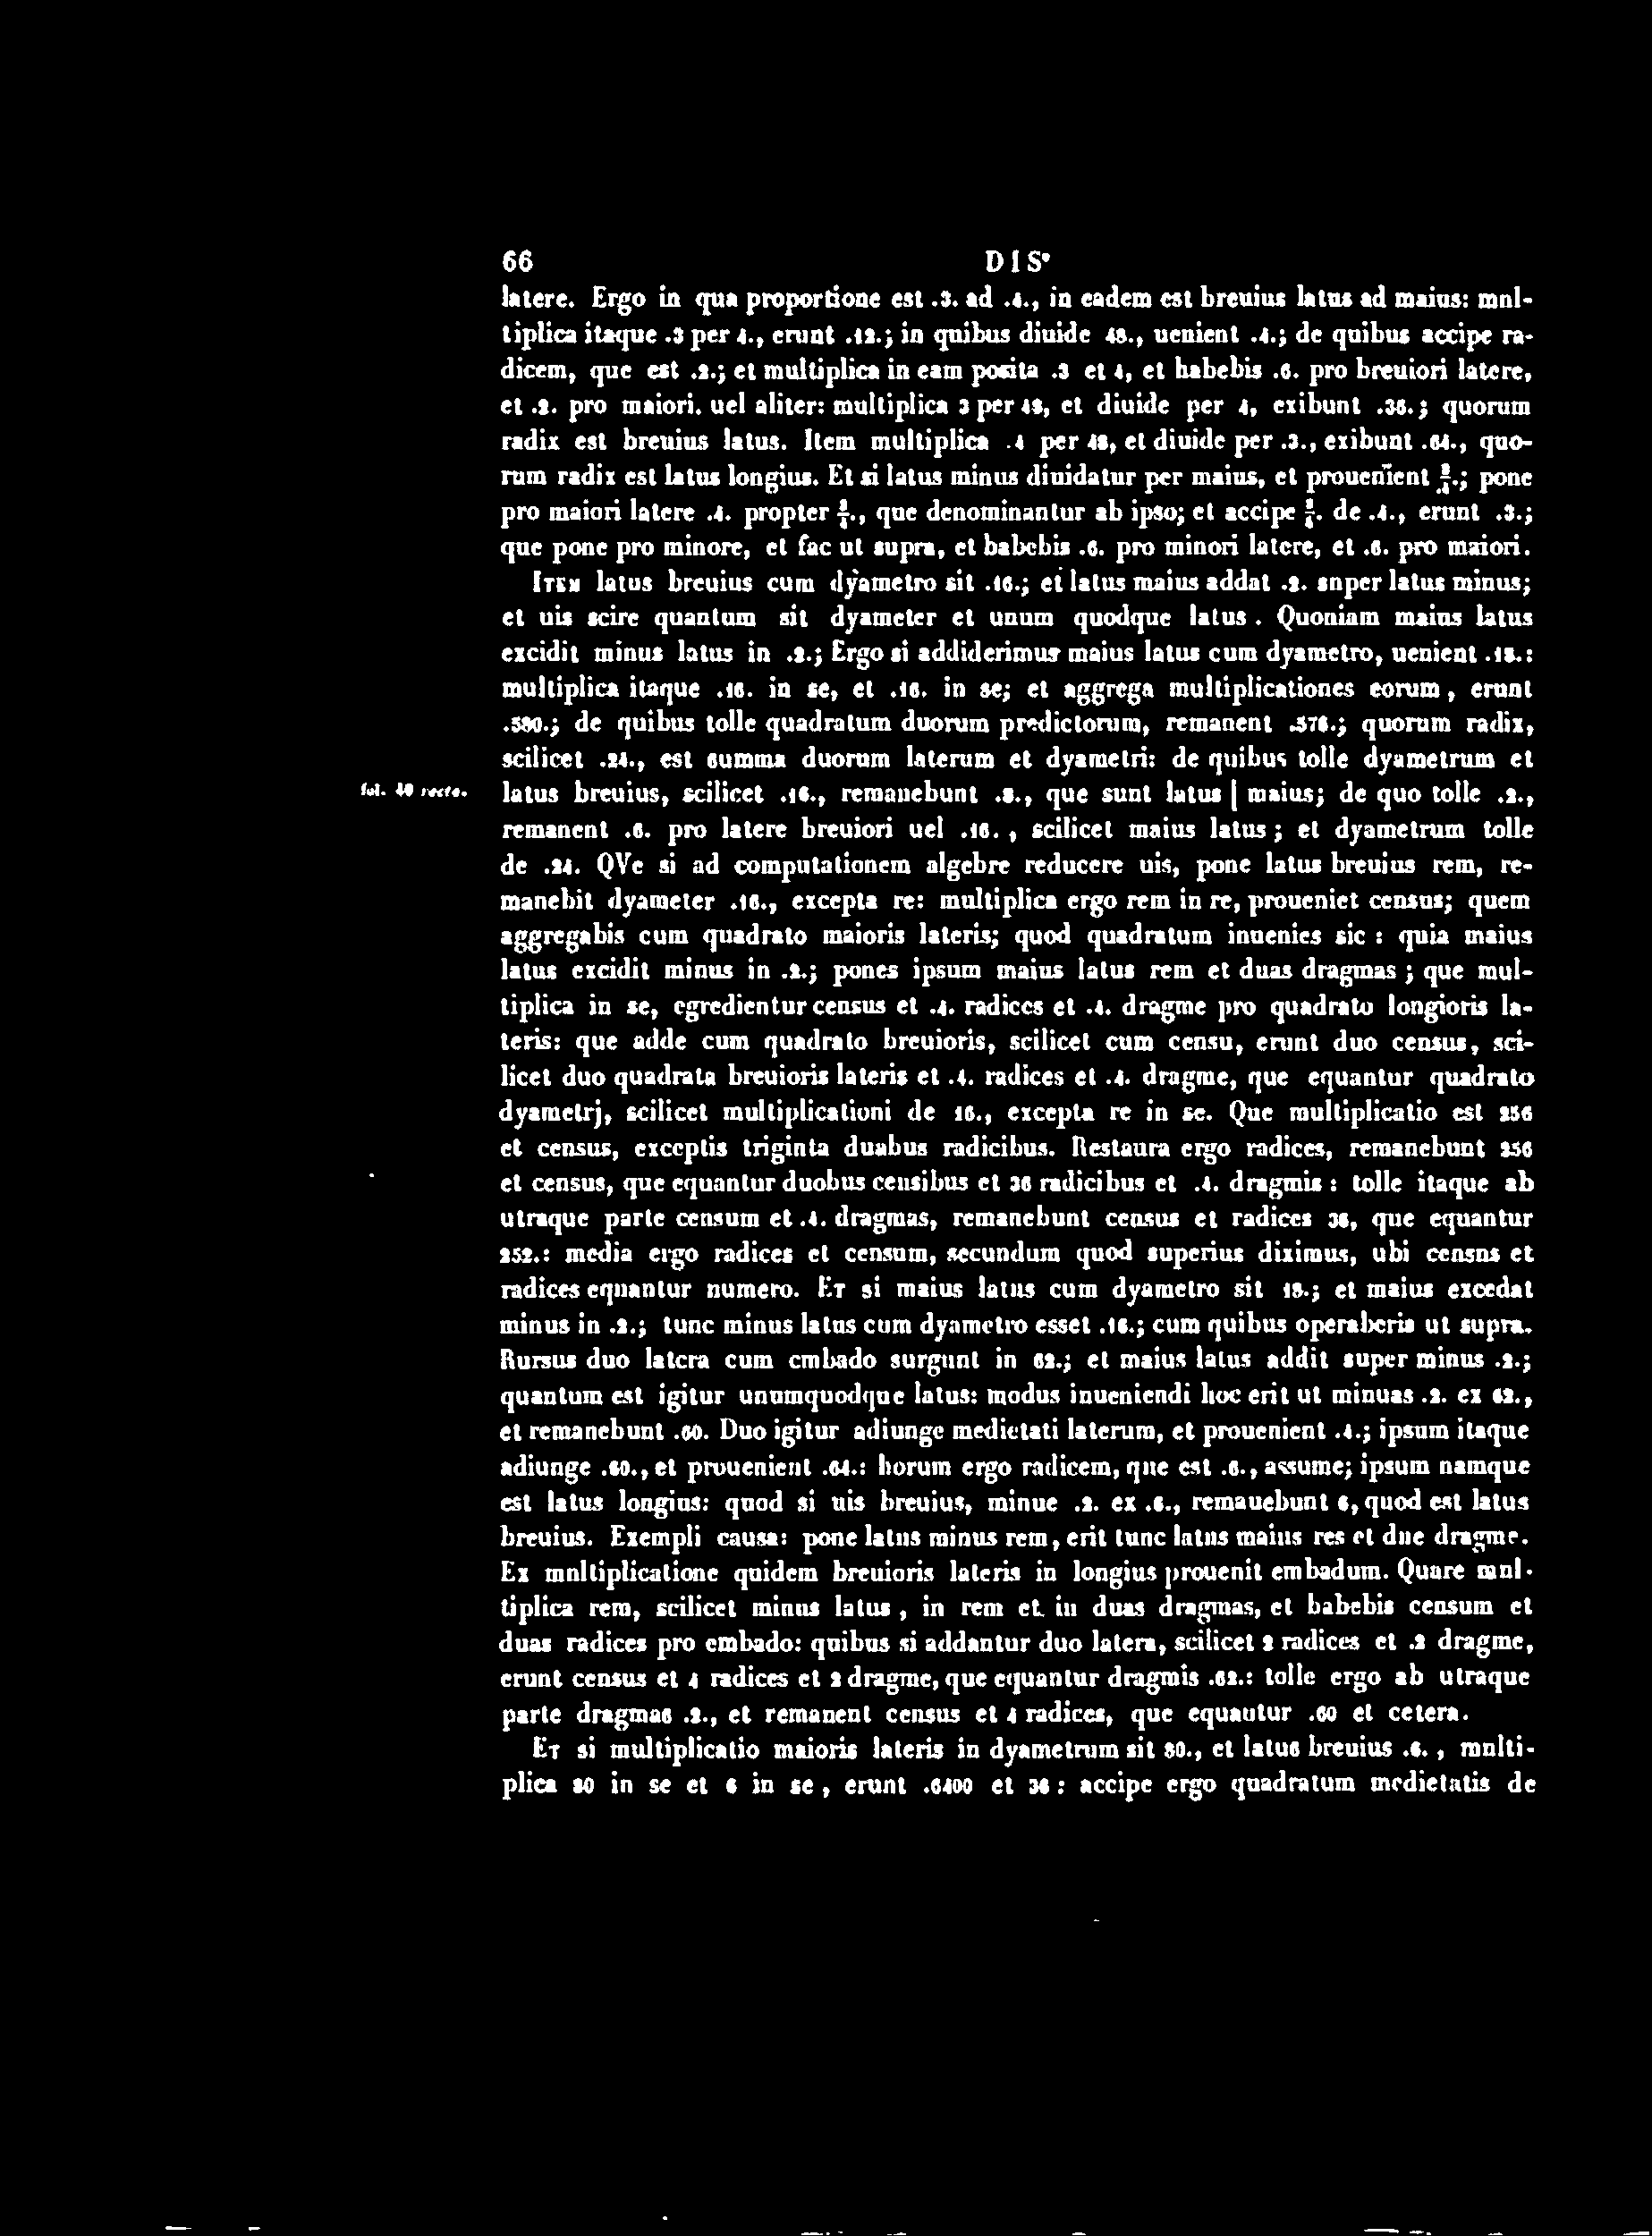 66 DIS
latere. Ergo in qua proportione est .3. ad .4., in eadem est breuius latus ad maius: mul-
tiplica itaque .3 per 4., erunt .12.; in quibus diuide 48., uenient .4.; de quibus accipe ra-
dicem, que est .2.; et multiplica in eam posita .3 et 4, et habebis .6. pro breuiori latere,
et .8. pro maiori. uel aliter: multiplica 3 per 48, et diuide per 4, exibunt .36.; quorum
radix est breuius latus. Item multiplica .4 per 48, et diuide per .3., exibunt .64., quo-
rum radix est latus longius. Et si latus minus diuidatur per maius, et prouenient 3/4.; pone
pro maiori latere .4. propter 1/4., que denominantur ab ipso; et accipe 3/4. de .4., erunt .3.;
que pone pro minore, et fac ut supra, et habebis .6. pro minori latere, et .8. pro maiori.
ITEM latus breuius cum dyametro sit .16.; et latus maius addat .2. super latus minus;
et uis scire quantum sit dyameter et unum quodque latus. Quoniam maius latus
excidit minus latus in .2.; Ergo si addiderimus maius latus cum dyametro, uenient .18.:
multiplica itaque .16. in se, et .18. in se; et aggrega multiplicationes eorum, erunt
.580.; de quibus tolle quadratum duorum predictorum, remanent .576.; quorum radix,
scilicet .24., est summa duorum laterum et dyametri: de quibus tolle dyametrum et
fol. 40 recto.
latus breuius, scilicet .16., remanebunt .8., que sunt latus | maius; de quo tolle .2.,
remanent .6. pro latere breuiori uel .18., scilicet maius latus; et dyametrum tolle
de .24. QVe si ad computationem algebre reducere uis, pone latus breuius rem, re-
manebit dyameter .16., excepta re: multiplica ergo rem in re, proueniet census; quem
aggregabis cum quadrato maioris lateris; quod quadratum inuenies sic: quia maius
latus excidit minus in .2.; pones ipsum maius latus rem et duas dragmas; que mul-
tiplica in se, egredientur census et .4. radices et .4. dragme pro quadrato longioris la-
teris: que adde cum quadrato breuioris, scilicet cum censu, erunt duo census, sci-
licet duo quadrata breuioris lateris et .4. radices et .4. dragme, que equantur quadrato
dyametrj, scilicet multiplicationi de 16., excepta re in se. Que multiplicatio est 256
et census, exceptis triginta duabus radicibus. Restaura ergo radices, remanebunt 256
et census, que equantur duobus censibus et 36 radicibus et .4. dragmis: tolle itaque ab
utraque parte censum et .4. dragmas, remanebunt census et radices 36, que equantur
252.: media ergo radices et censum, secundum quod superius diximus, ubi census et
radices equantur numero. ET si maius latus cum dyametro sit 18.; et maius excedat
minus in .2.; tunc minus latus cum dyametro esset .16.; cum quibus operaberis ut supra.
Rursus duo latera cum embado surgunt in 62.; et maius latus addit super minus .2.;
quantum est igitur unumquodque latus: modus inueniendi hoc erit ut minuas .2. ex 62.,
et remanebunt .60. Duo igitur adiunge medietati laterum, et prouenient .4.; ipsum itaque
adiunge .60., et prouenient .64.: horum ergo radicem, que est .8., assume; ipsum namque
est latus longius: quod si uis breuius, minue .2. ex .8., remanebunt 6, quod est latus
breuius. Exempli causa: pone latus minus rem, erit tunc latus maius res et due dragme.
Ex multiplicatione quidem breuioris lateris in longius prouenit embadum. Quare mul-
tiplica rem, scilicet minus latus, in rem et in duas dragmas, et habebis censum et
duas radices pro embado: quibus si addantur duo latera, scilicet 2 radices et .2 dragme,
erunt census et 4 radices et 2 dragme, que equantur dragmis .62.: tolle ergo ab utraque
parte dragmas .2., et remanent census et 4 radices, que equantur .60 et cetera.
ET si multiplicatio maioris lateris in dyametrum sit 80., et latus breuius .6., multi-
plica 80 in se et 6 in se, erunt .6400 et 36: accipe ergo quadratum medietatis de